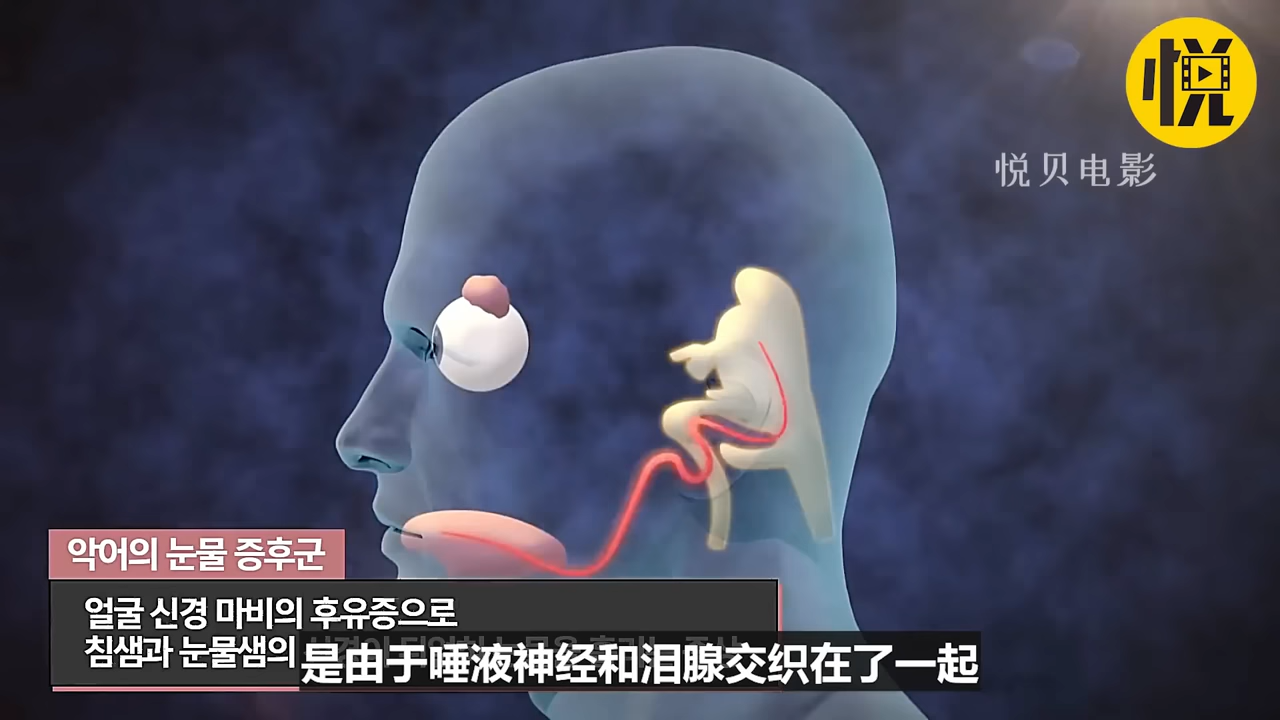 悦
悦贝电影
악어의 눈물 증후군
얼굴 신경 마비의 후유증으로
침샘과 눈물샘의
是由于唾液神经和泪腺交织在了一起